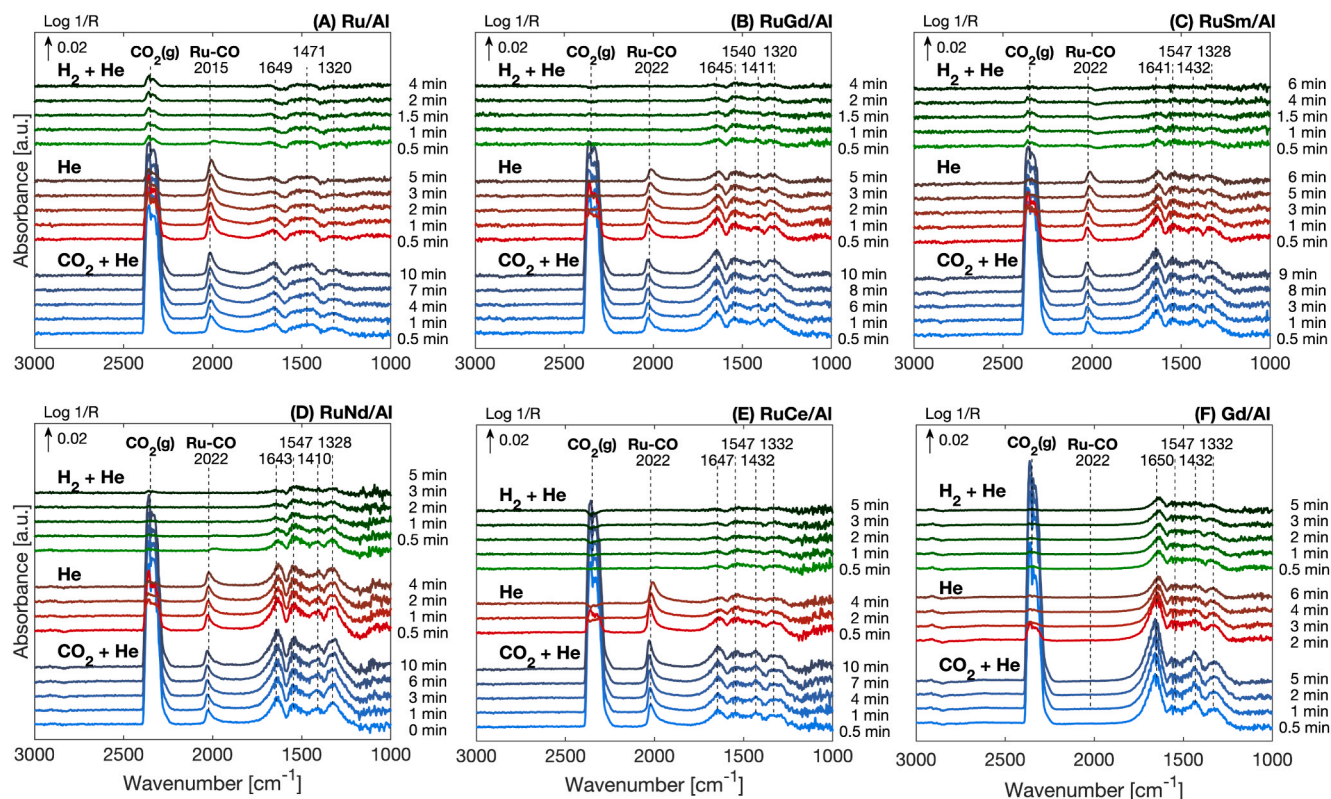 Log 1/R (A) Ru/Al
0.02 CO2(g) Ru-CO 1471
2015 1649 1320
H2 + He
4 min
2 min
1.5 min
1 min
0.5 min
He
5 min
3 min
2 min
1 min
0.5 min
CO2 + He
10 min
7 min
4 min
1 min
0.5 min
3000 2500 2000 1500 1000
Absorbance [a.u.]
Log 1/R (B) RuGd/Al
0.02 CO2(g) Ru-CO 1540 1320
2022 1645 1411
H2 + He
4 min
2 min
1.5 min
1 min
0.5 min
He
5 min
3 min
2 min
1 min
0.5 min
CO2 + He
10 min
8 min
6 min
1 min
0.5 min
3000 2500 2000 1500 1000
Log 1/R (C) RuSm/Al
0.02 CO2(g) Ru-CO 1547 1328
2022 1641 1432
H2 + He
6 min
4 min
1.5 min
1 min
0.5 min
He
6 min
5 min
3 min
1 min
0.5 min
CO2 + He
9 min
8 min
3 min
1 min
0.5 min
3000 2500 2000 1500 1000
Log 1/R (D) RuNd/Al
0.02 CO2(g) Ru-CO 1547 1328
2022 1643 1410
H2 + He
5 min
3 min
2 min
1 min
0.5 min
He
4 min
2 min
1 min
0.5 min
CO2 + He
10 min
6 min
3 min
1 min
0 min
3000 2500 2000 1500 1000
Absorbance [a.u.]
Wavenumber [cm-1]
Log 1/R (E) RuCe/Al
0.02 CO2(g) Ru-CO 1547 1332
2022 1647 1432
H2 + He
5 min
3 min
2 min
1 min
0.5 min
He
4 min
2 min
0.5 min
CO2 + He
10 min
7 min
4 min
1 min
0.5 min
3000 2500 2000 1500 1000
Wavenumber [cm-1]
Log 1/R (F) Gd/Al
0.02 CO2(g) Ru-CO 1547 1332
2022 1650 1432
H2 + He
5 min
3 min
2 min
1 min
0.5 min
He
6 min
4 min
3 min
2 min
CO2 + He
5 min
2 min
1 min
0.5 min
3000 2500 2000 1500 1000
Wavenumber [cm-1]